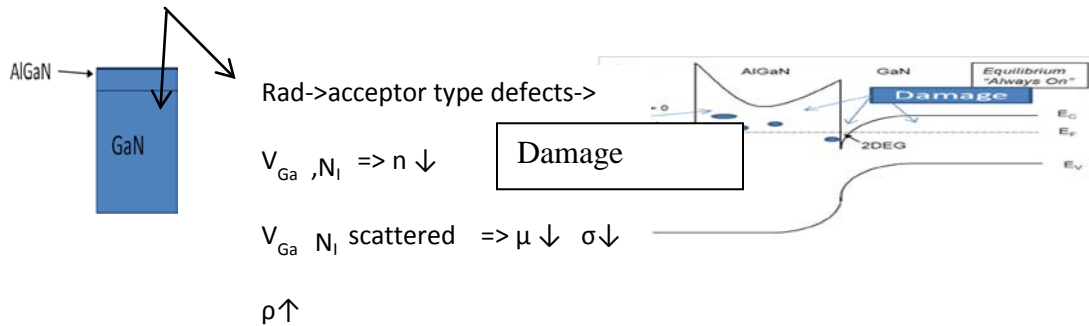 AlGaN
GaN
Rad->acceptor type defects->
V_Ga ,N_I => n ↓
V_Ga N_I scattered => μ ↓ σ↓
ρ↑
Damage
AlGaN
GaN
Equilibrium
"Always On"
Damage
= 0
E_C
E_F
2DEG
E_V